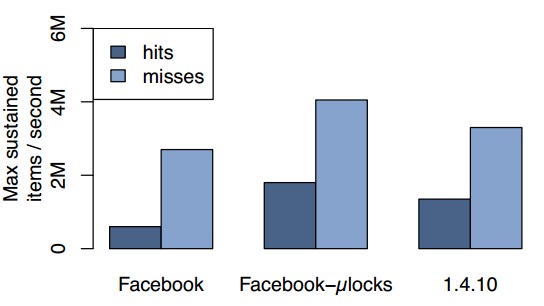 6M
hits
misses
4M
Max sustained
items / second
2M
0
Facebook
Facebook−μlocks
1.4.10